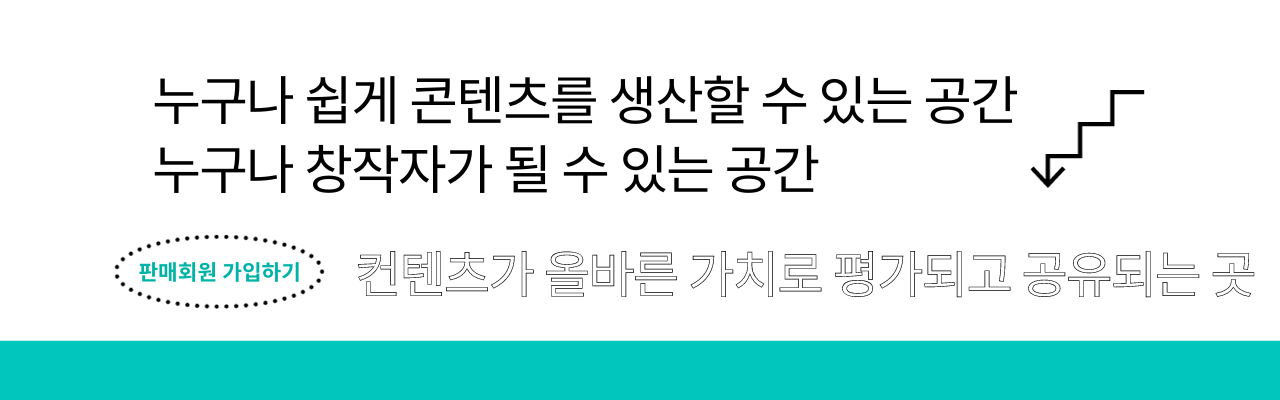 누구나 쉽게 콘텐츠를 생산할 수 있는 공간
누구나 창작자가 될 수 있는 공간
판매회원 가입하기
컨텐츠가 올바른 가치로 평가되고 공유되는 곳